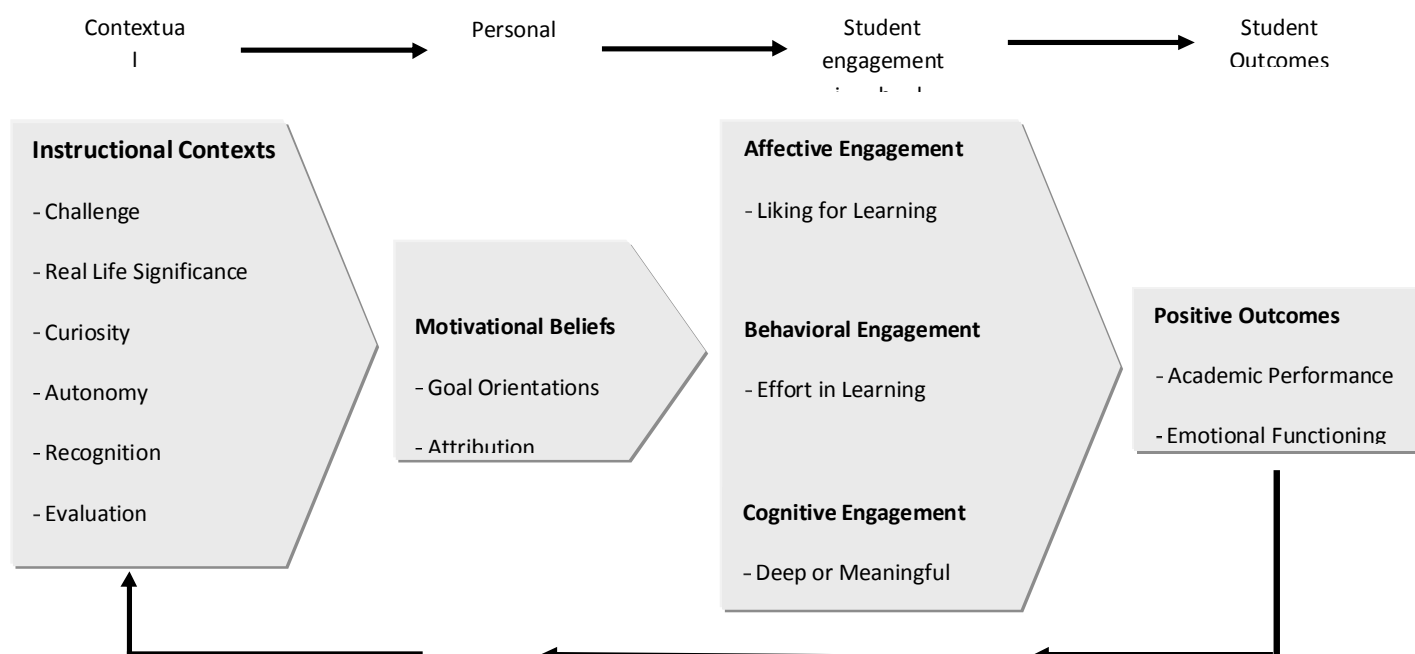 Contextua
l
Personal
Student
engagement
Student
Outcomes
Instructional Contexts
- Challenge
- Real Life Significance
- Curiosity
- Autonomy
- Recognition
- Evaluation
Motivational Beliefs
- Goal Orientations
- Attribution
Affective Engagement
- Liking for Learning
Behavioral Engagement
- Effort in Learning
Cognitive Engagement
- Deep or Meaningful
Positive Outcomes
- Academic Performance
- Emotional Functioning